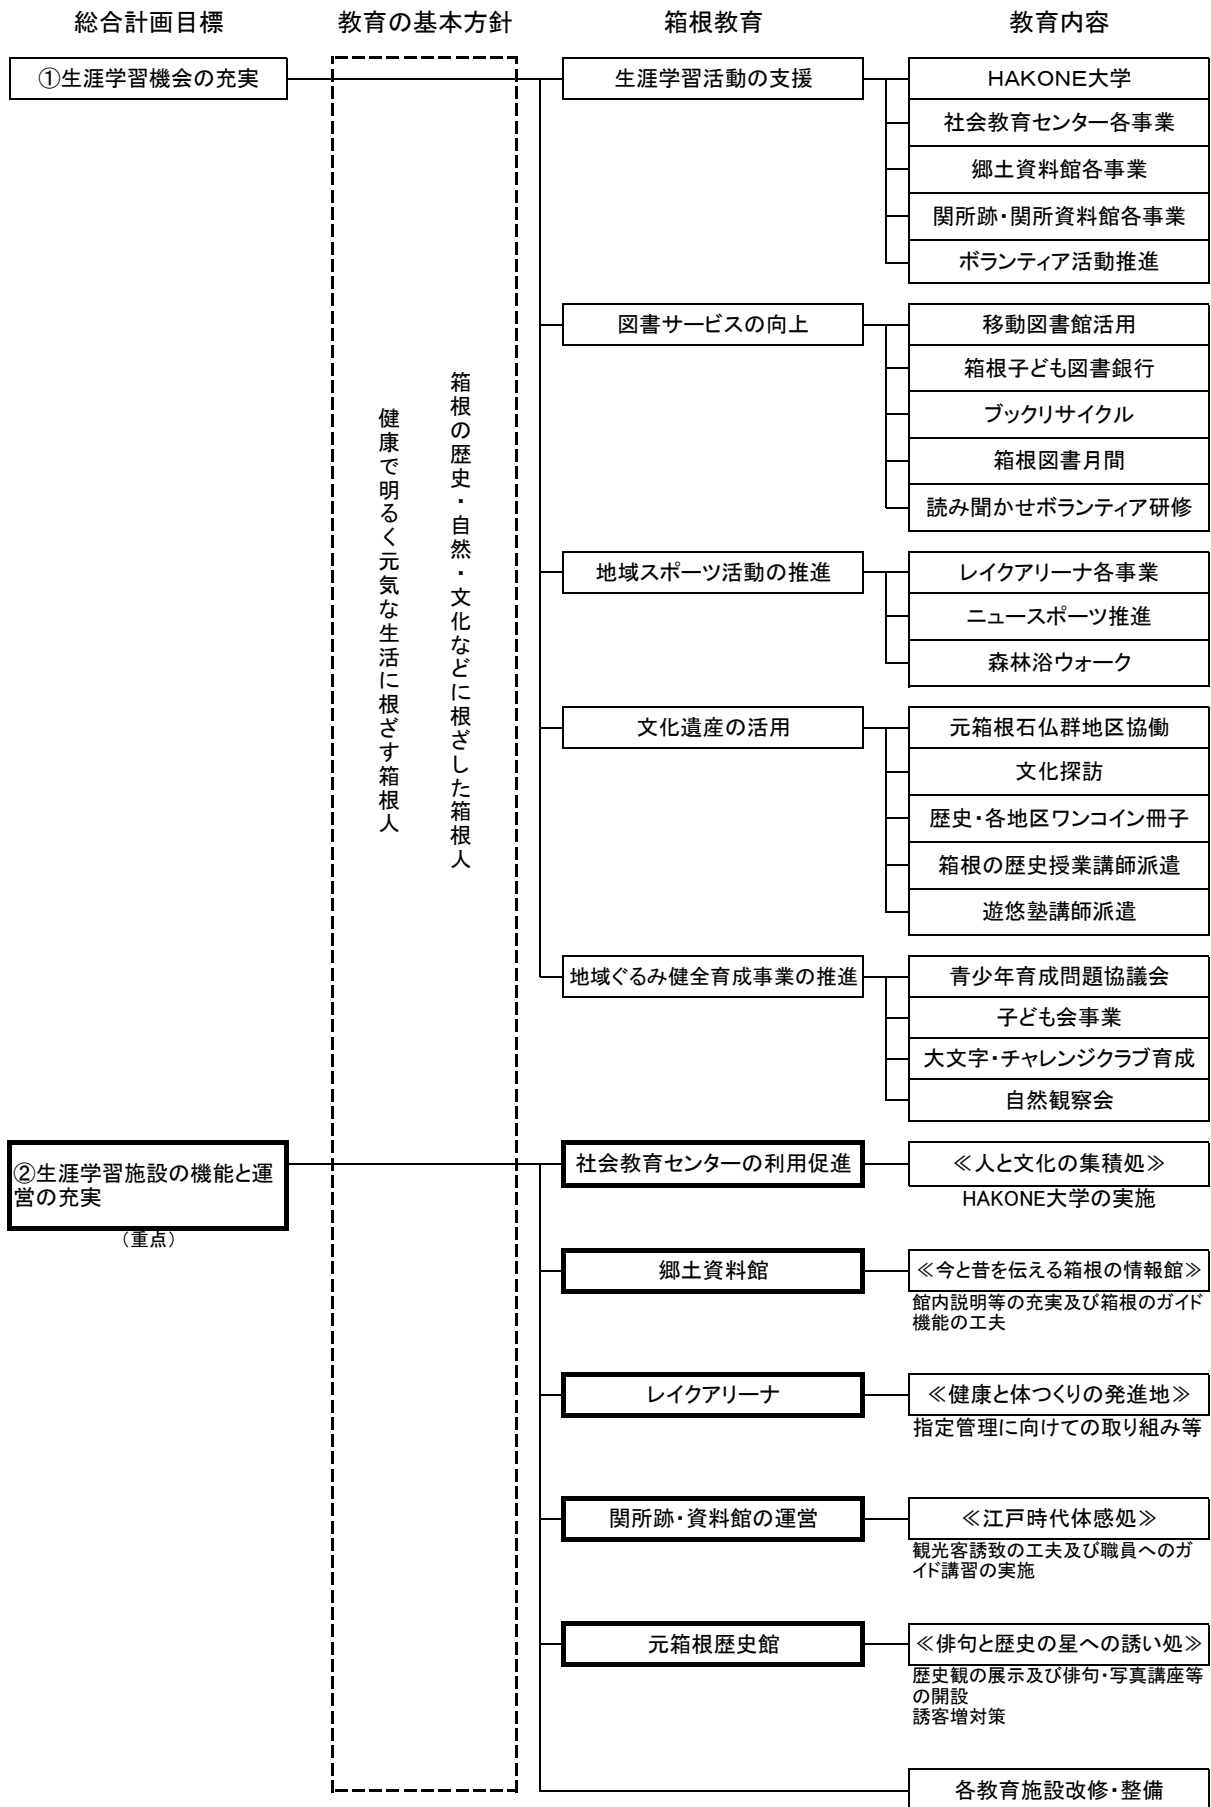 総合計画目標
教育の基本方針
箱根教育
教育内容
①生涯学習機会の充実
箱根の歴史・自然・文化などに根ざした箱根人
健康で明るく元気な生活に根ざす箱根人
生涯学習活動の支援
HAKONE大学
社会教育センター各事業
郷土資料館各事業
関所跡・関所資料館各事業
ボランティア活動推進
図書サービスの向上
移動図書館活用
箱根子ども図書銀行
ブックリサイクル
箱根図書月間
読み聞かせボランティア研修
地域スポーツ活動の推進
レイクアリーナ各事業
ニュースポーツ推進
森林浴ウォーク
文化遺産の活用
元箱根石仏群地区協働
文化探訪
歴史・各地区ワンコイン冊子
箱根の歴史授業講師派遣
遊悠塾講師派遣
地域ぐるみ健全育成事業の推進
青少年育成問題協議会
子ども会事業
大文字・チャレンジクラブ育成
自然観察会
②生涯学習施設の機能と運
営の充実
（重点）
社会教育センターの利用促進
≪人と文化の集積処≫
HAKONE大学の実施
郷土資料館
≪今と昔を伝える箱根の情報館≫
館内説明等の充実及び箱根のガイド
機能の工夫
レイクアリーナ
≪健康と体つくりの発進地≫
指定管理に向けての取り組み等
関所跡・資料館の運営
≪江戸時代体感処≫
観光客誘致の工夫及び職員へのガ
イド講習の実施
元箱根歴史館
≪俳句と歴史の星への誘い処≫
歴史観の展示及び俳句・写真講座等
の開設
誘客増対策
各教育施設改修・整備